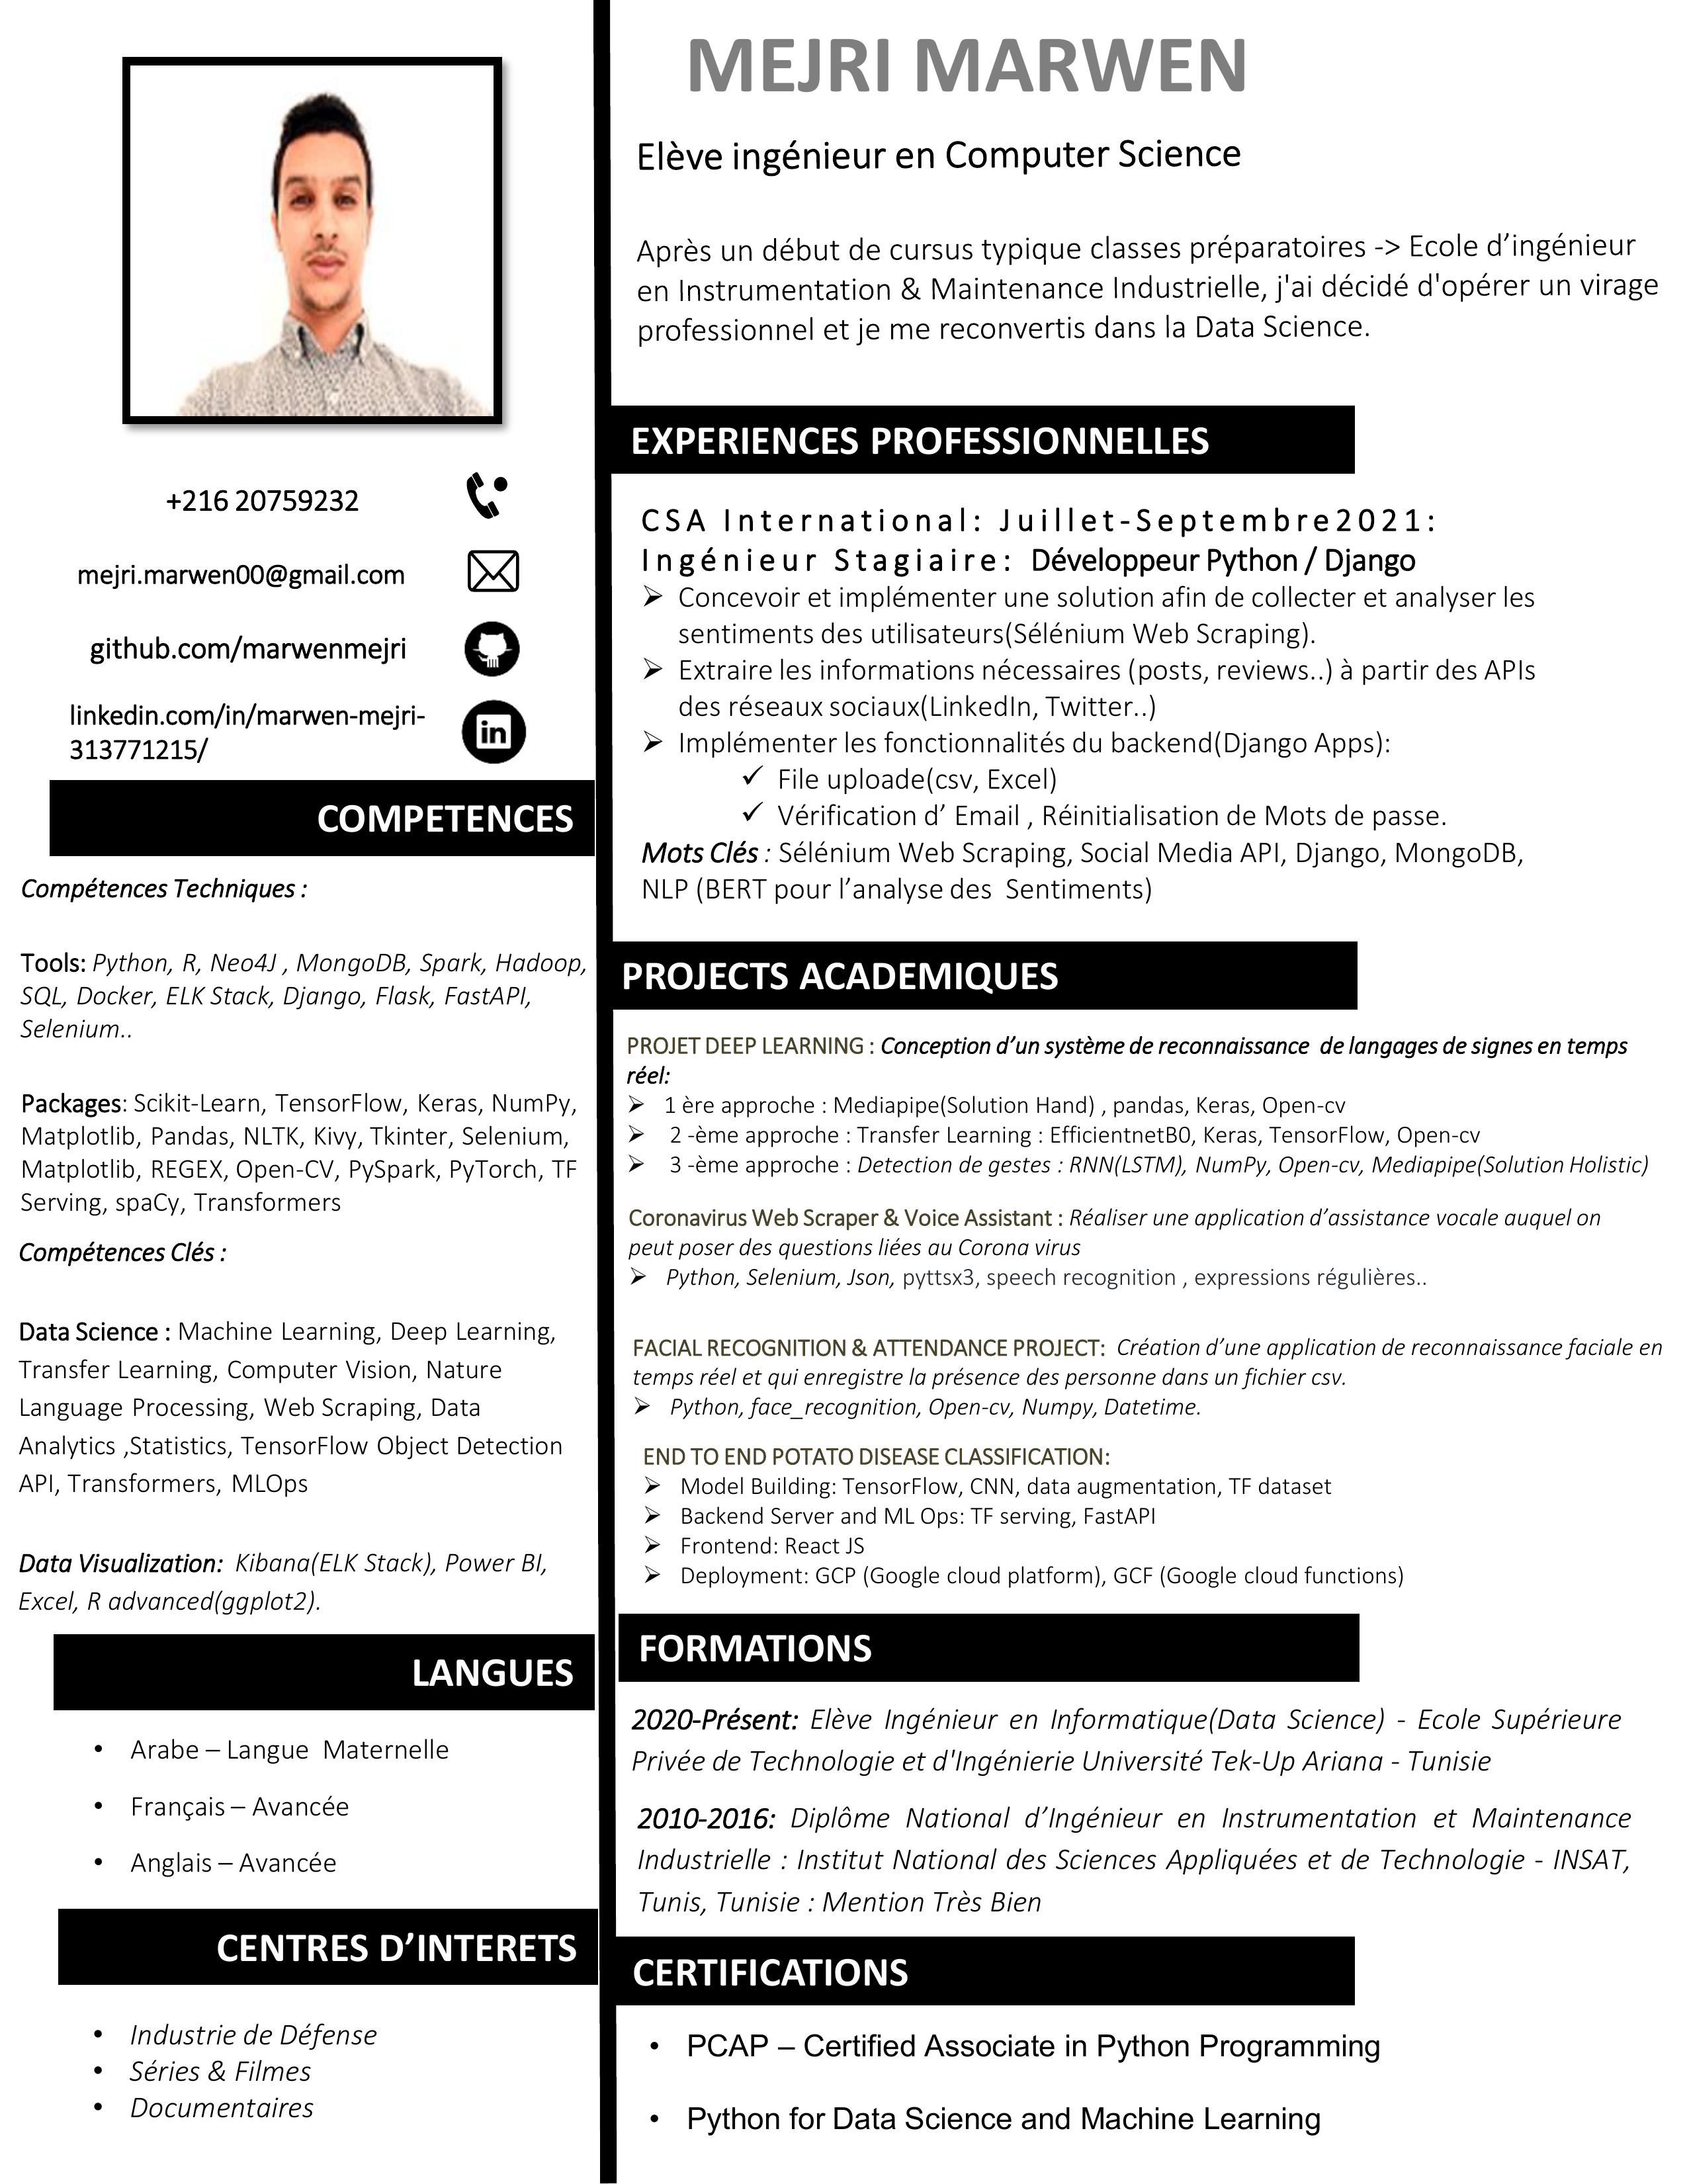 +216 20759232
mejri.marwen00@gmail.com
github.com/marwenmejri
linkedin.com/in/marwen-mejri-
313771215/
COMPETENCES
Compétences Techniques :
Tools: Python, R, Neo4J , MongoDB, Spark, Hadoop,
SQL, Docker, ELK Stack, Django, Flask, FastAPI,
Selenium..
Packages: Scikit-Learn, TensorFlow, Keras, NumPy,
Matplotlib, Pandas, NLTK, Kivy, Tkinter, Selenium,
Matplotlib, REGEX, Open-CV, PySpark, PyTorch, TF
Serving, spaCy, Transformers
Compétences Clés :
Data Science : Machine Learning, Deep Learning,
Transfer Learning, Computer Vision, Nature
Language Processing, Web Scraping, Data
Analytics ,Statistics, TensorFlow Object Detection
API, Transformers, MLOps
Data Visualization: Kibana(ELK Stack), Power BI,
Excel, R advanced(ggplot2).
LANGUES
• Arabe – Langue Maternelle
• Français – Avancée
• Anglais – Avancée
CENTRES D’INTERETS
• Industrie de Défense
• Séries & Filmes
• Documentaires
MEJRI MARWEN
Elève ingénieur en Computer Science
Après un début de cursus typique classes préparatoires -> Ecole d’ingénieur
en Instrumentation & Maintenance Industrielle, j'ai décidé d'opérer un virage
professionnel et je me reconvertis dans la Data Science.
EXPERIENCES PROFESSIONNELLES
CSA International: Juillet-Septembre2021:
Ingénieur Stagiaire: Développeur Python / Django
➢ Concevoir et implémenter une solution afin de collecter et analyser les
sentiments des utilisateurs(Sélénium Web Scraping).
➢ Extraire les informations nécessaires (posts, reviews..) à partir des APIs
des réseaux sociaux(LinkedIn, Twitter..)
➢ Implémenter les fonctionnalités du backend(Django Apps):
✓ File uploade(csv, Excel)
✓ Vérification d’ Email , Réinitialisation de Mots de passe.
Mots Clés : Sélénium Web Scraping, Social Media API, Django, MongoDB,
NLP (BERT pour l’analyse des Sentiments)
PROJECTS ACADEMIQUES
PROJET DEEP LEARNING : Conception d’un système de reconnaissance de langages de signes en temps
réel:
➢ 1 ère approche : Mediapipe(Solution Hand) , pandas, Keras, Open-cv
➢ 2 -ème approche : Transfer Learning : EfficientnetB0, Keras, TensorFlow, Open-cv
➢ 3 -ème approche : Detection de gestes : RNN(LSTM), NumPy, Open-cv, Mediapipe(Solution Holistic)
Coronavirus Web Scraper & Voice Assistant : Réaliser une application d’assistance vocale auquel on
peut poser des questions liées au Corona virus
➢ Python, Selenium, Json, pyttsx3, speech recognition , expressions régulières..
FACIAL RECOGNITION & ATTENDANCE PROJECT: Création d’une application de reconnaissance faciale en
temps réel et qui enregistre la présence des personne dans un fichier csv.
➢ Python, face_recognition, Open-cv, Numpy, Datetime.
END TO END POTATO DISEASE CLASSIFICATION:
➢ Model Building: TensorFlow, CNN, data augmentation, TF dataset
➢ Backend Server and ML Ops: TF serving, FastAPI
➢ Frontend: React JS
➢ Deployment: GCP (Google cloud platform), GCF (Google cloud functions)
FORMATIONS
2020-Présent: Elève Ingénieur en Informatique(Data Science) - Ecole Supérieure
Privée de Technologie et d'Ingénierie Université Tek-Up Ariana - Tunisie
2010-2016: Diplôme National d’Ingénieur en Instrumentation et Maintenance
Industrielle : Institut National des Sciences Appliquées et de Technologie - INSAT,
Tunis, Tunisie : Mention Très Bien
CERTIFICATIONS
• PCAP – Certified Associate in Python Programming
• Python for Data Science and Machine Learning